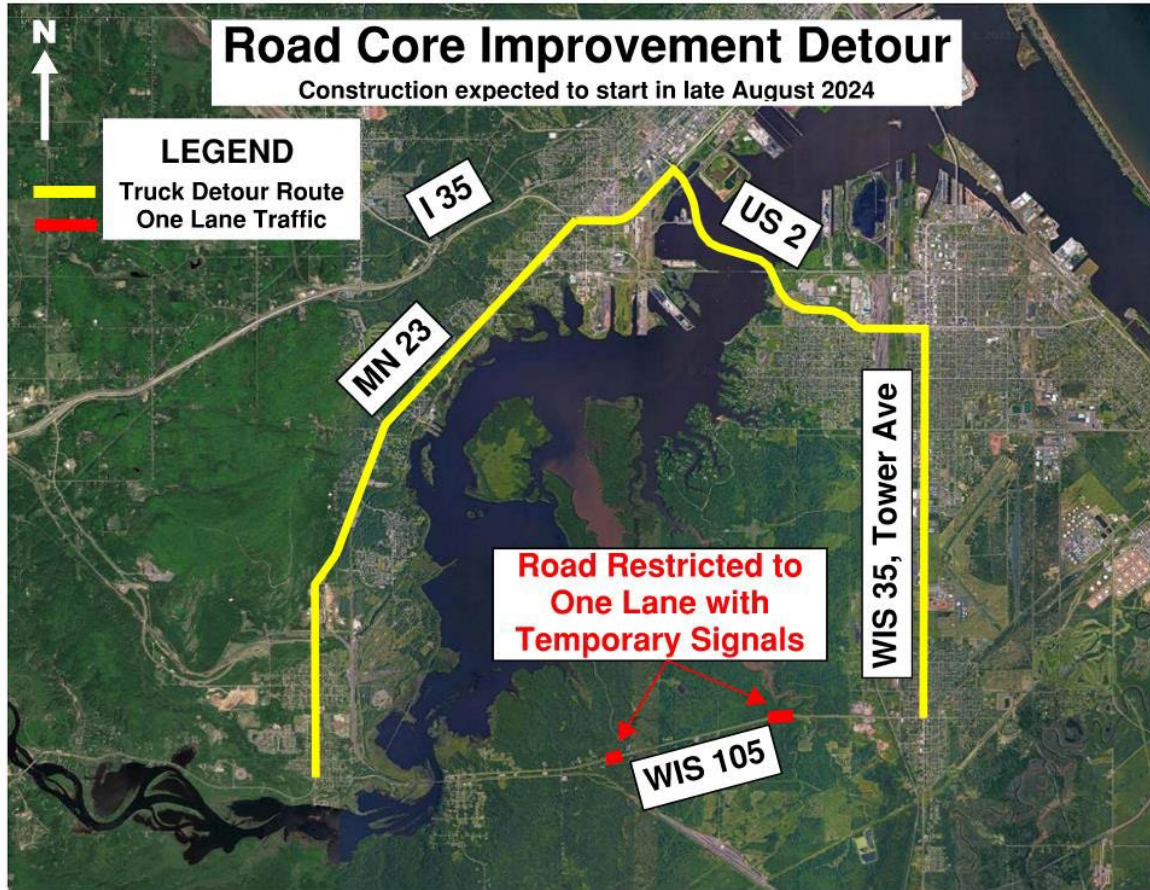 N
Road Core Improvement Detour
Construction expected to start in late August 2024
LEGEND
Truck Detour Route
One Lane Traffic
I 35
US 2
MN 23
WIS 35, Tower Ave
Road Restricted to
One Lane with
Temporary Signals
WIS 105